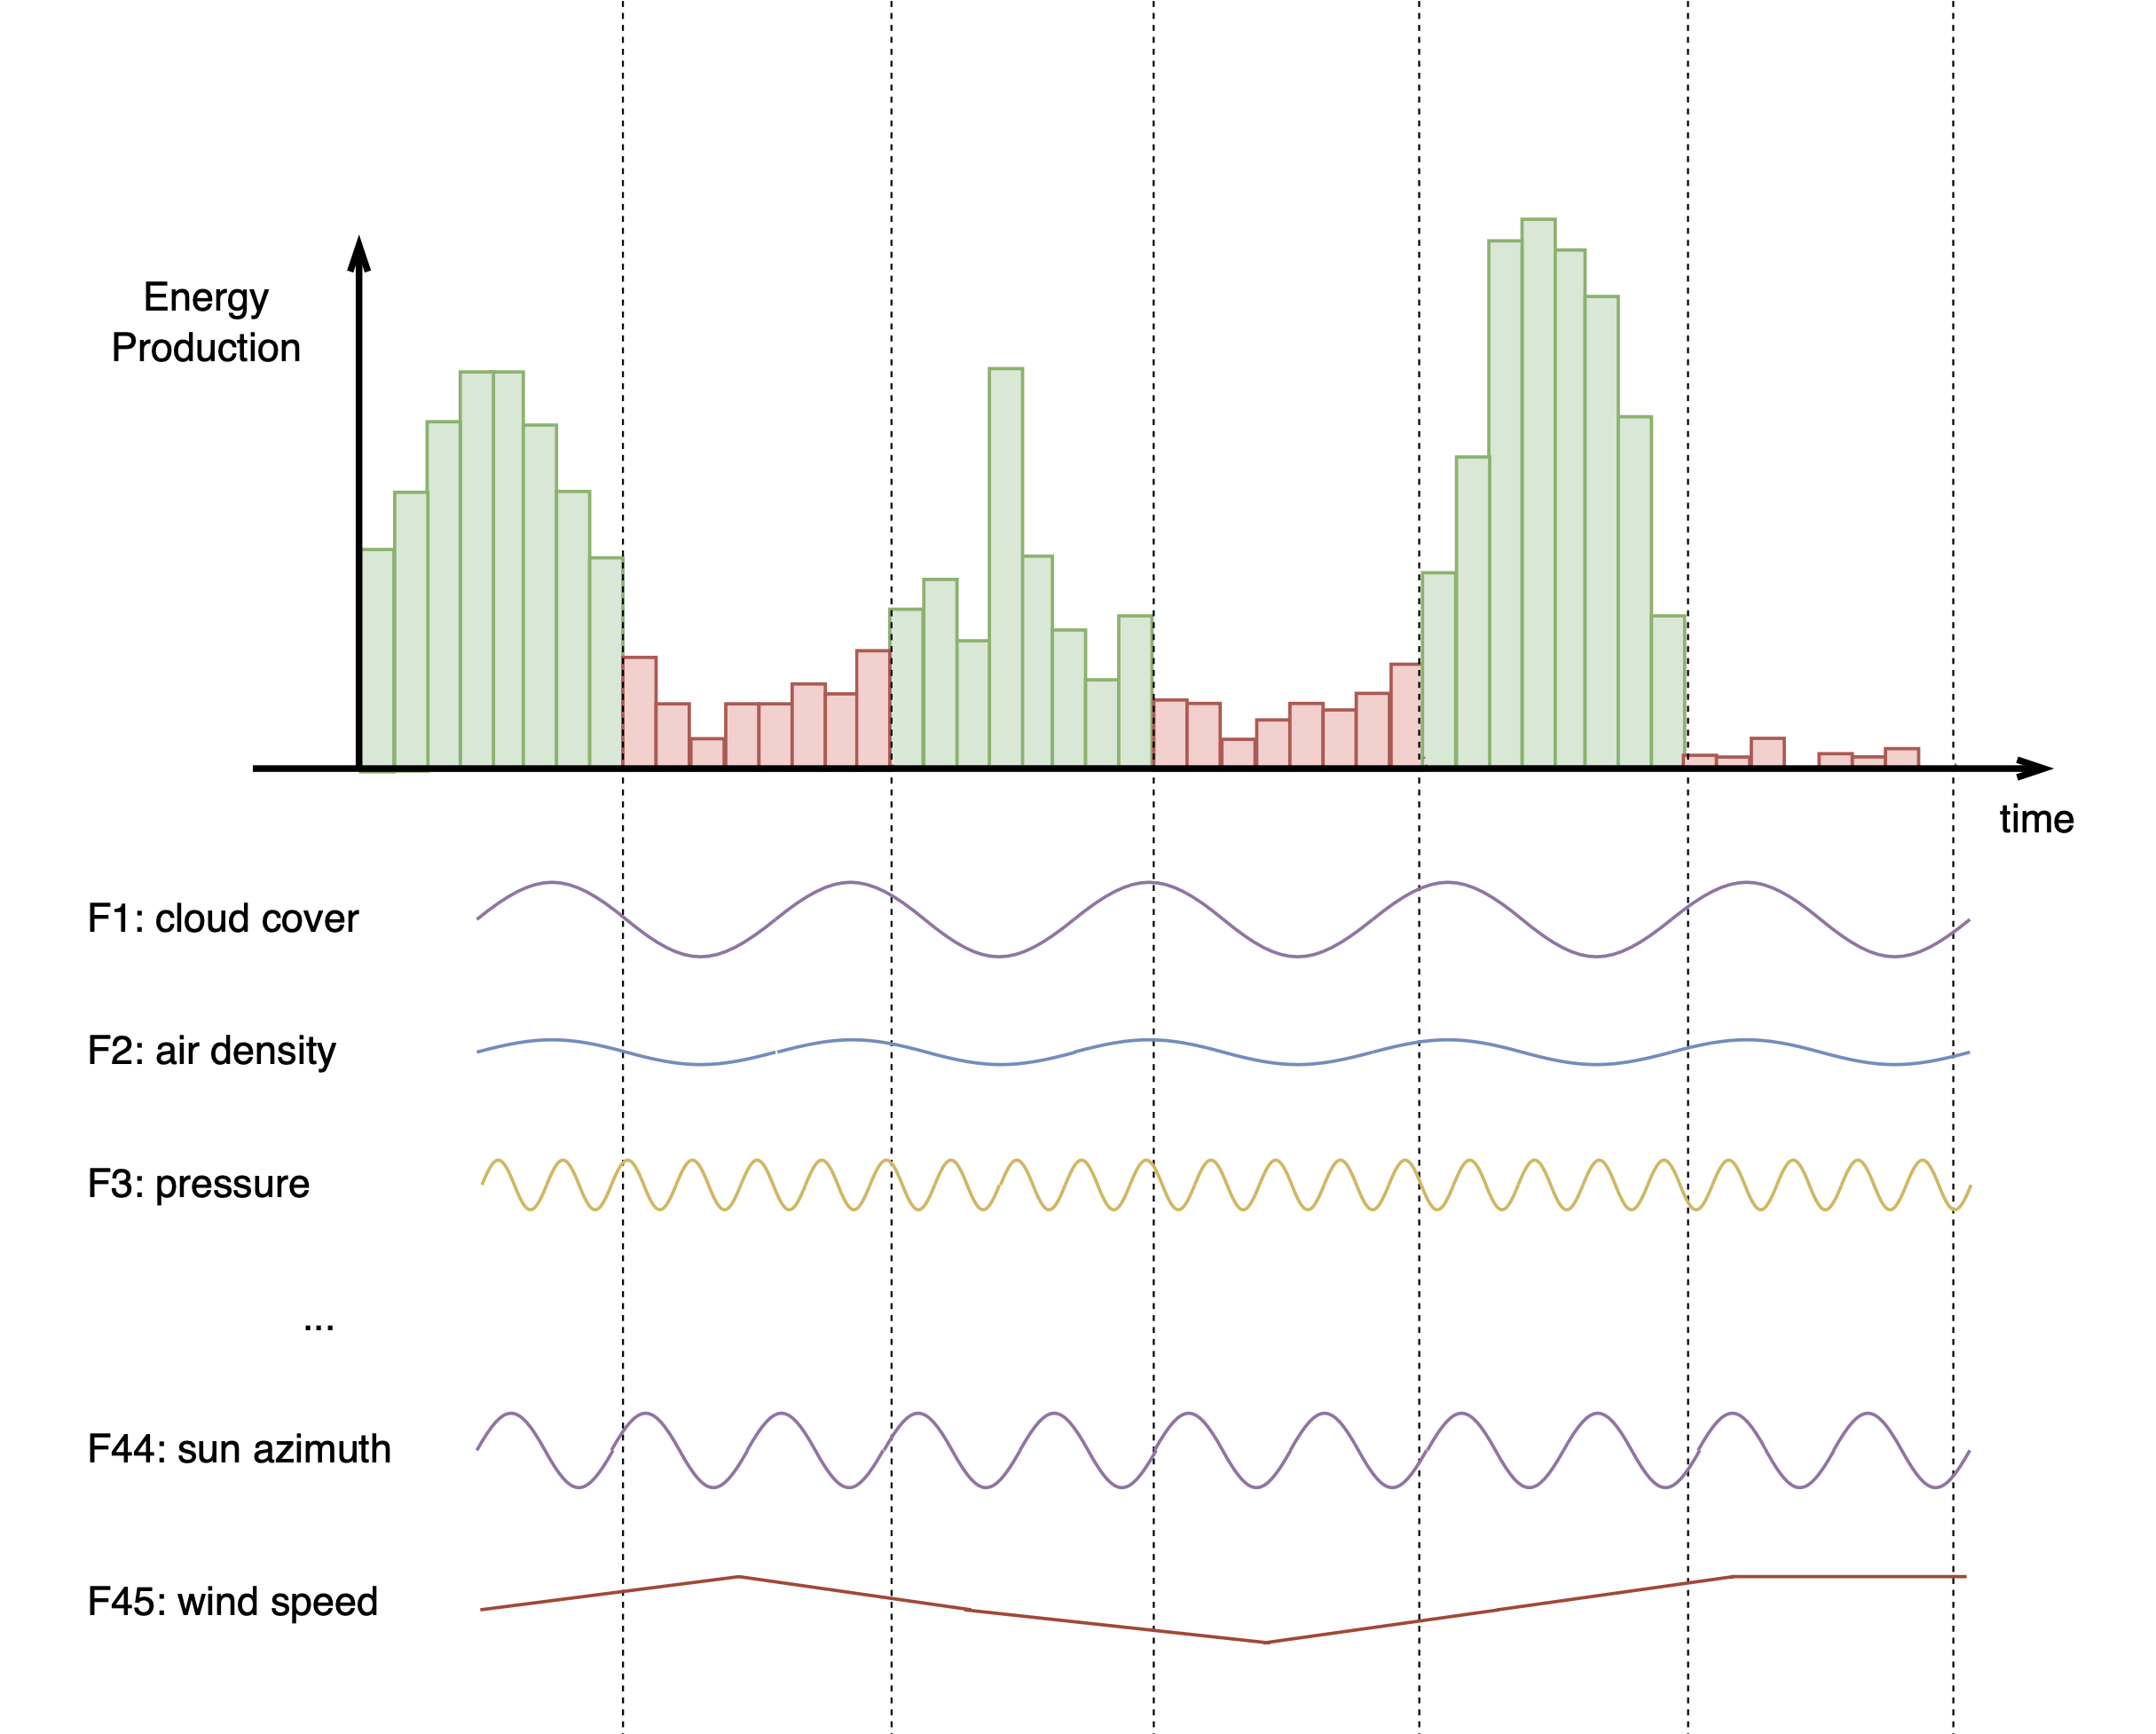 Energy
Production
time
F1: cloud cover
F2: air density
F3: pressure
...
F44: sun azimuth
F45: wind speed